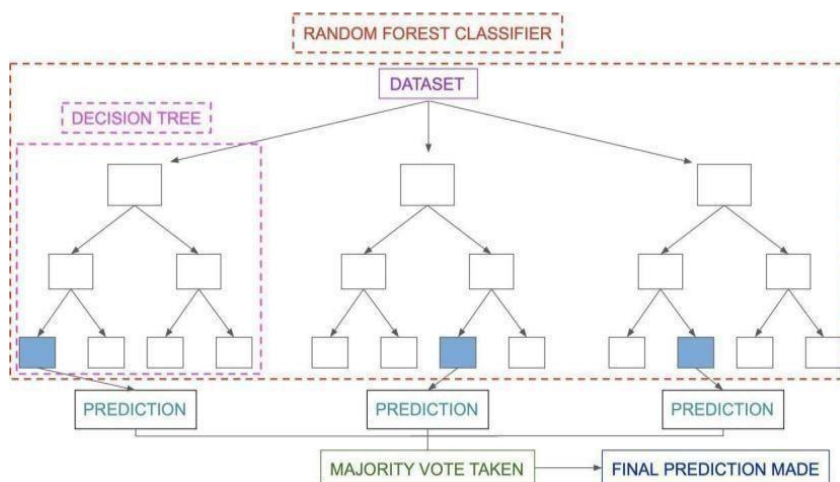 RANDOM FOREST CLASSIFIER
DATASET
DECISION TREE
PREDICTION
PREDICTION
PREDICTION
MAJORITY VOTE TAKEN
FINAL PREDICTION MADE